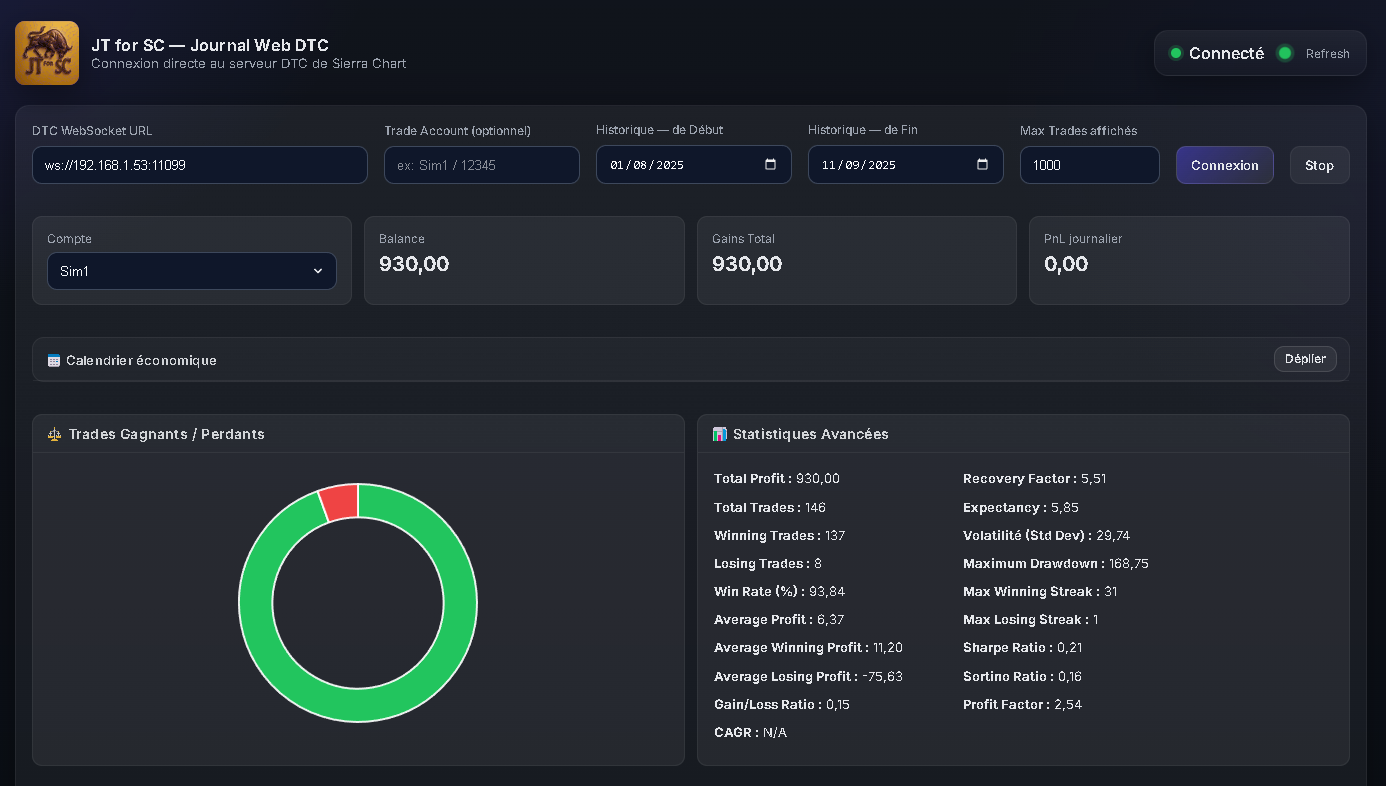 JT for SC
JT for SC — Journal Web DTC
Connexion directe au serveur DTC de Sierra Chart
Connecté
Refresh
DTC WebSocket URL
Trade Account (optionnel)
Historique — de Début
Historique — de Fin
Max Trades affichés
ws://192.168.1.53:11099
ex: Sim1 / 12345
01/08/2025
11/09/2025
1000
Connexion
Stop
Compte
Sim1
Balance
930,00
Gains Total
930,00
PnL journalier
0,00
Calendrier économique
Déplier
Trades Gagnants / Perdants
Statistiques Avancées
Total Profit : 930,00
Total Trades : 146
Winning Trades : 137
Losing Trades : 8
Win Rate (%) : 93,84
Average Profit : 6,37
Average Winning Profit : 11,20
Average Losing Profit : -75,63
Gain/Loss Ratio : 0,15
CAGR : N/A
Recovery Factor : 5,51
Expectancy : 5,85
Volatilité (Std Dev) : 29,74
Maximum Drawdown : 168,75
Max Winning Streak : 31
Max Losing Streak : 1
Sharpe Ratio : 0,21
Sortino Ratio : 0,16
Profit Factor : 2,54